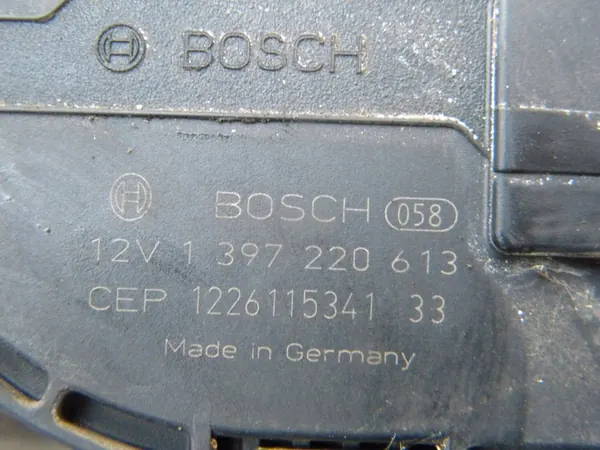 BOSCH
BOSCH 058
12V 1 397 220 613
CEP 1226115341 33
Made in Germany